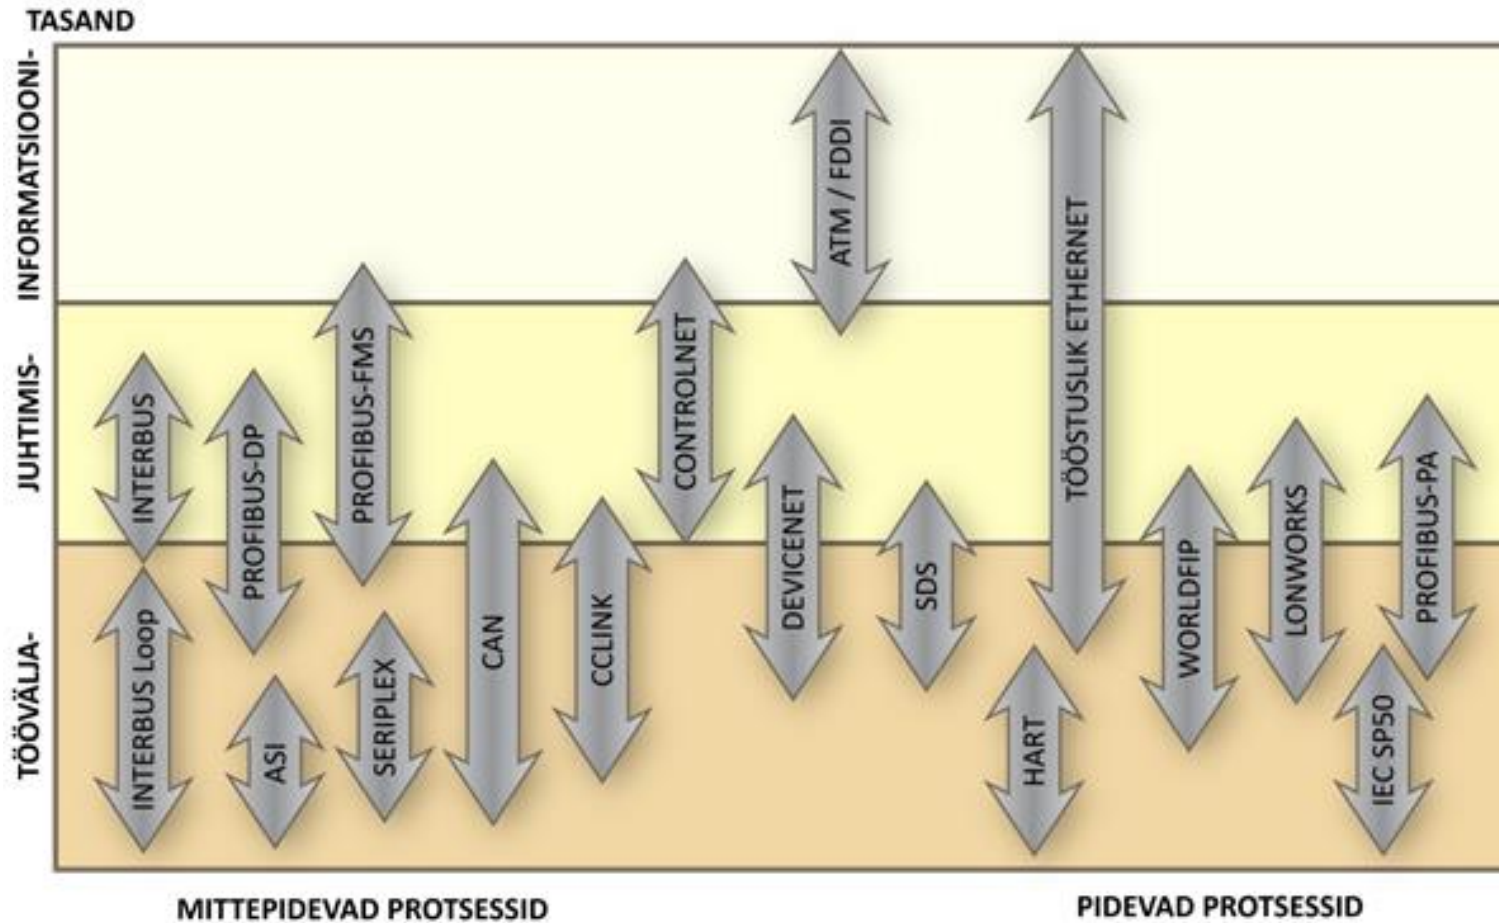 TASAND
INFORMATSIOONI-
JUHTIMIS-
TÖÖVÄLJA-
INTERBUS
INTERBUS Loop
PROFIBUS-DP
ASI
PROFIBUS-FMS
SERIPLEX
CAN
CCLINK
CONTROLNET
DEVICENET
ATM / FDDI
SDS
TÖÖSTUSLIK ETHERNET
HART
WORLDFIP
LONWORKS
PROFIBUS-PA
IEC SP50
MITTEPIDEVAD PROTSESSID
PIDEVAD PROTSESSID